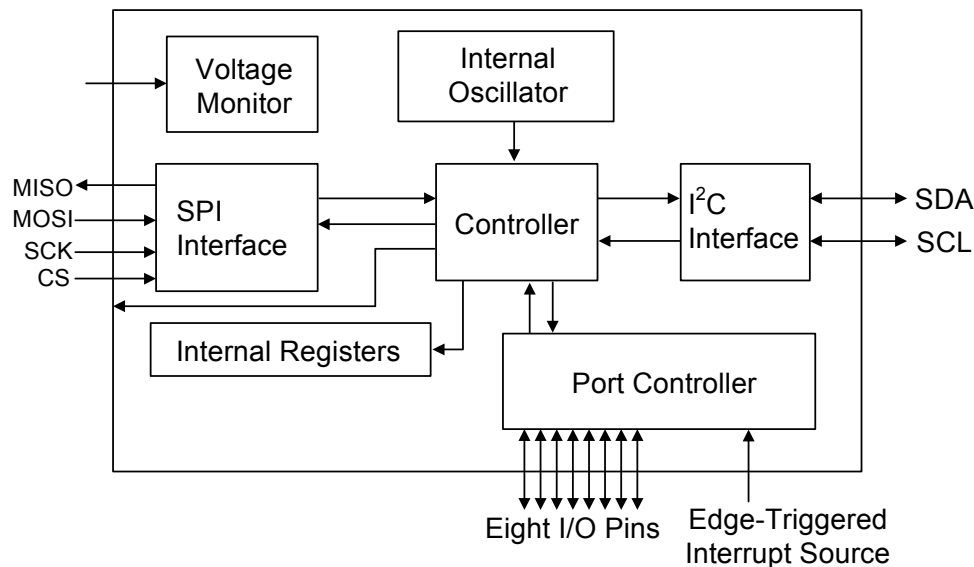 Voltage
Monitor
Internal
Oscillator
MISO
MOSI
SCK
CS
SPI
Interface
Controller
I²C
Interface
SDA
SCL
Internal Registers
Port Controller
Eight I/O Pins
Edge-Triggered
Interrupt Source